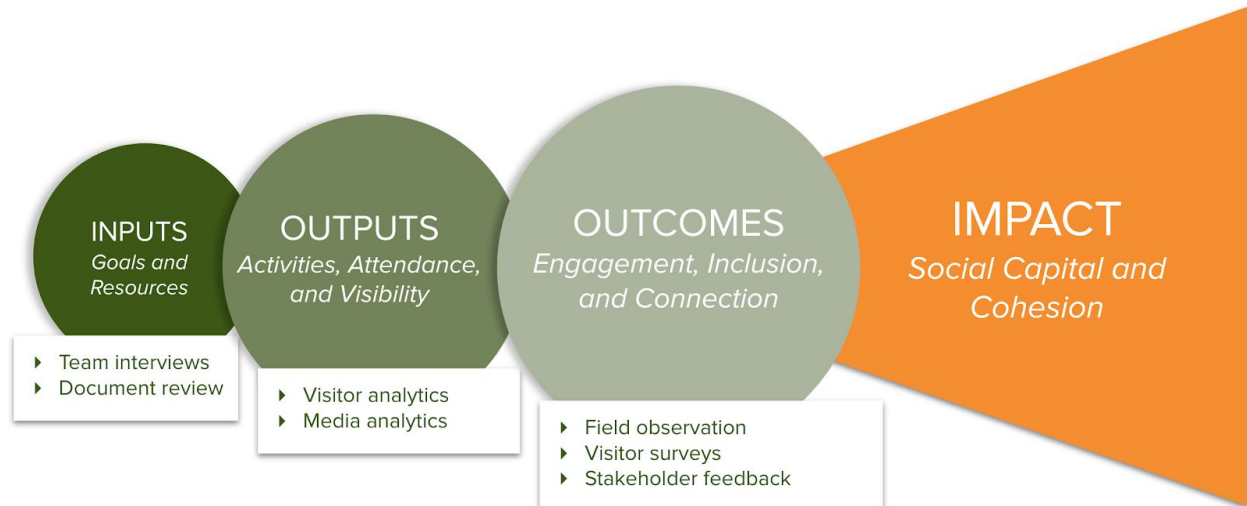 INPUTS
Goals and
Resources
Team interviews
Document review
OUTPUTS
Activities, Attendance,
and Visibility
Visitor analytics
Media analytics
OUTCOMES
Engagement, Inclusion,
and Connection
Field observation
Visitor surveys
Stakeholder feedback
IMPACT
Social Capital and
Cohesion